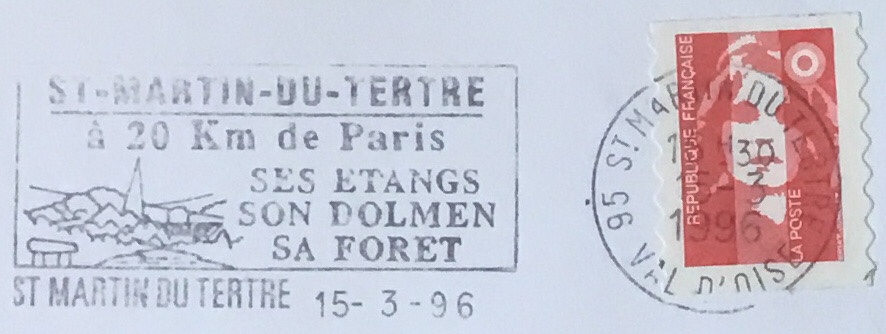 ST-MARTIN-DU-TERTRE
à 20 Km de Paris
SES ETANGS
SON DOLMEN
SA FORET
ST MARTIN DU TERTRE 15- 3 -96
REPUBLIQUE FRANÇAISE
LA POSTE
95 ST MARTIN DU TERTRE
VAL D'OISE
1996